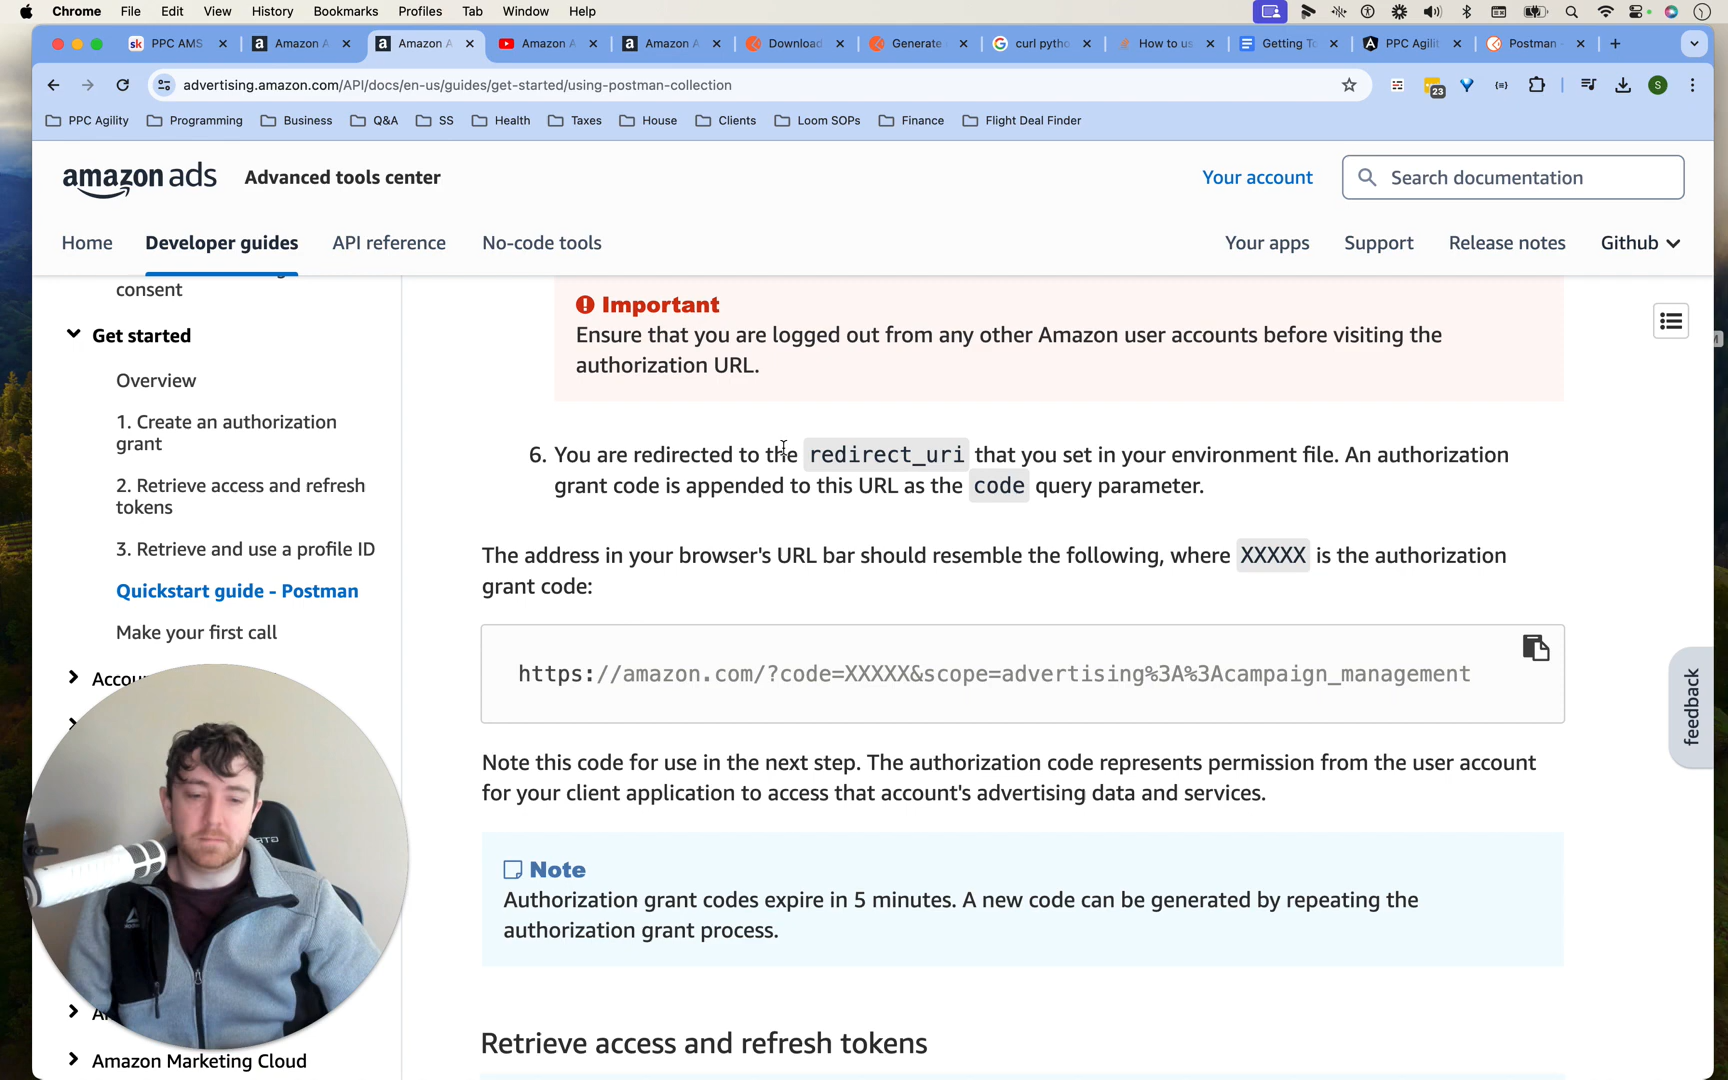 Chrome File Edit View History Bookmarks Profiles Tab Window Help
PPC AMS Amazon A Amazon A Amazon A Amazon A Download Generate curl pytho How to us Getting To PPC Agilit Postman
advertising.amazon.com/API/docs/en-us/guides/get-started/using-postman-collection
23
S
PPC Agility Programming Business Q&A SS Health Taxes House Clients Loom SOPs Finance Flight Deal Finder
amazon ads Advanced tools center Your account Search documentation
Home Developer guides API reference No-code tools Your apps Support Release notes Github
consent
Get started
Overview
1. Create an authorization
grant
2. Retrieve access and refresh
tokens
3. Retrieve and use a profile ID
Quickstart guide - Postman
Make your first call
Accou
Amazon Marketing Cloud
Important
Ensure that you are logged out from any other Amazon user accounts before visiting the
authorization URL.
6. You are redirected to the redirect_uri that you set in your environment file. An authorization
grant code is appended to this URL as the code query parameter.
The address in your browser's URL bar should resemble the following, where XXXXX is the authorization
grant code:
https://amazon.com/?code=XXXXX&scope=advertising%3A%3Acampaign_management
Note this code for use in the next step. The authorization code represents permission from the user account
for your client application to access that account's advertising data and services.
Note
Authorization grant codes expire in 5 minutes. A new code can be generated by repeating the
authorization grant process.
Retrieve access and refresh tokens
feedback